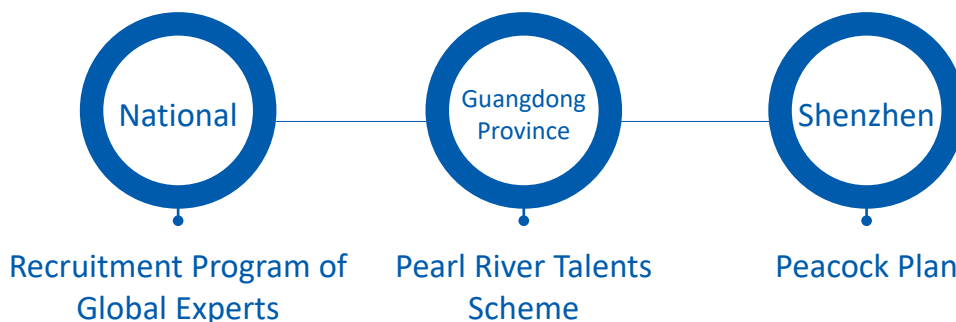 National
Guangdong
Province
Shenzhen
Recruitment Program of
Global Experts
Pearl River Talents
Scheme
Peacock Plan